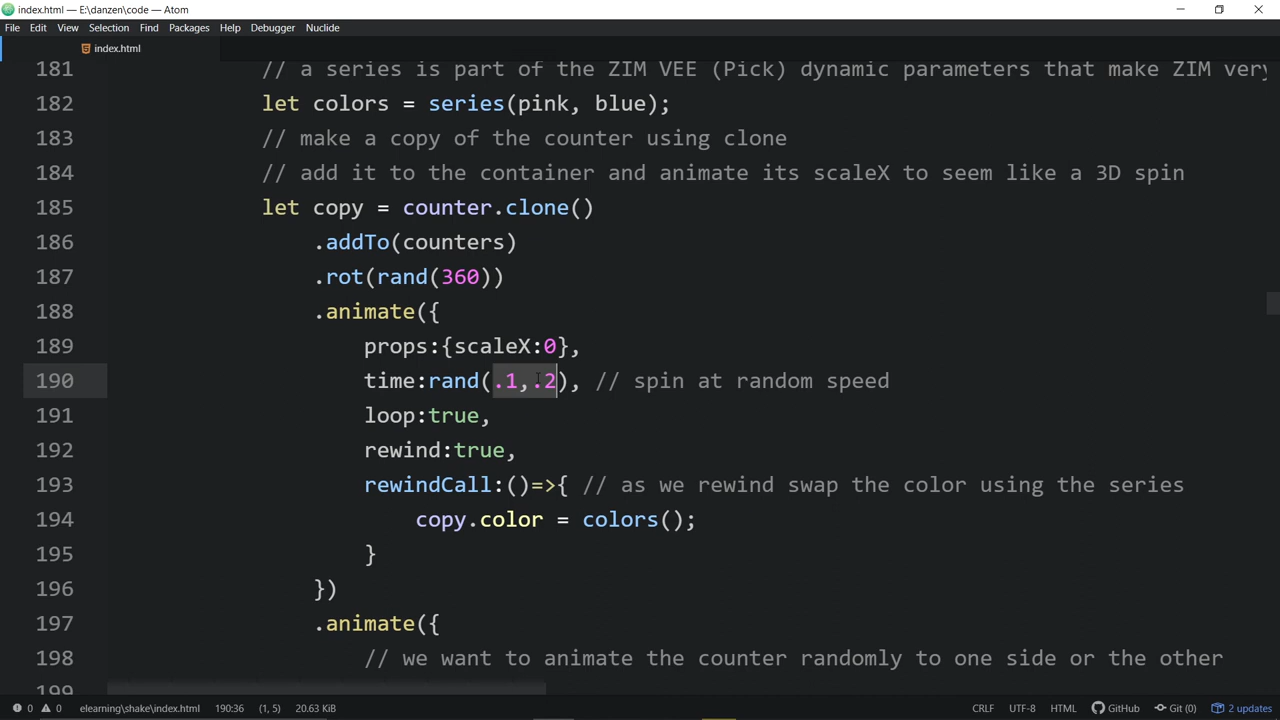 index.html — E:\danzen\code — Atom
File Edit View Selection Find Packages Help Debugger Nuclide
index.html
181 // a series is part of the ZIM VEE (Pick) dynamic parameters that make ZIM very
182 let colors = series(pink, blue);
183 // make a copy of the counter using clone
184 // add it to the container and animate its scaleX to seem like a 3D spin
185 let copy = counter.clone()
186 .addTo(counters)
187 .rot(rand(360))
188 .animate({
189 props:{scaleX:0},
190 time:rand(.1,.2), // spin at random speed
191 loop:true,
192 rewind:true,
193 rewindCall:()=>{ // as we rewind swap the color using the series
194 copy.color = colors();
195 }
196 })
197 .animate({
198 // we want to animate the counter randomly to one side or the other
199
0 0 elearning\shake\index.html 190:36 (1, 5) 20.63 KiB CRLF UTF-8 HTML GitHub Git (0) 2 updates